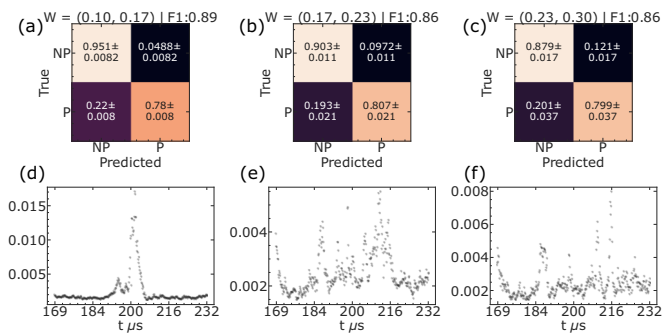 W = (0.10, 0.17) | F1:0.89
W = (0.17, 0.23) | F1:0.86
W = (0.23, 0.30) | F1:0.86
(a)
(b)
(c)
True
NP
P
0.951±
0.0082
0.0488±
0.0082
0.22±
0.008
0.78±
0.008
NP
P
Predicted
True
NP
P
0.903±
0.011
0.0972±
0.011
0.193±
0.021
0.807±
0.021
NP
P
Predicted
True
NP
P
0.879±
0.017
0.121±
0.017
0.201±
0.037
0.799±
0.037
NP
P
Predicted
(d)
0.015
0.010
0.005
169
184
200
216
232
t μs
(e)
0.004
0.002
169
184
200
216
232
t μs
(f)
0.008
0.006
0.004
0.002
169
184
200
216
232
t μs